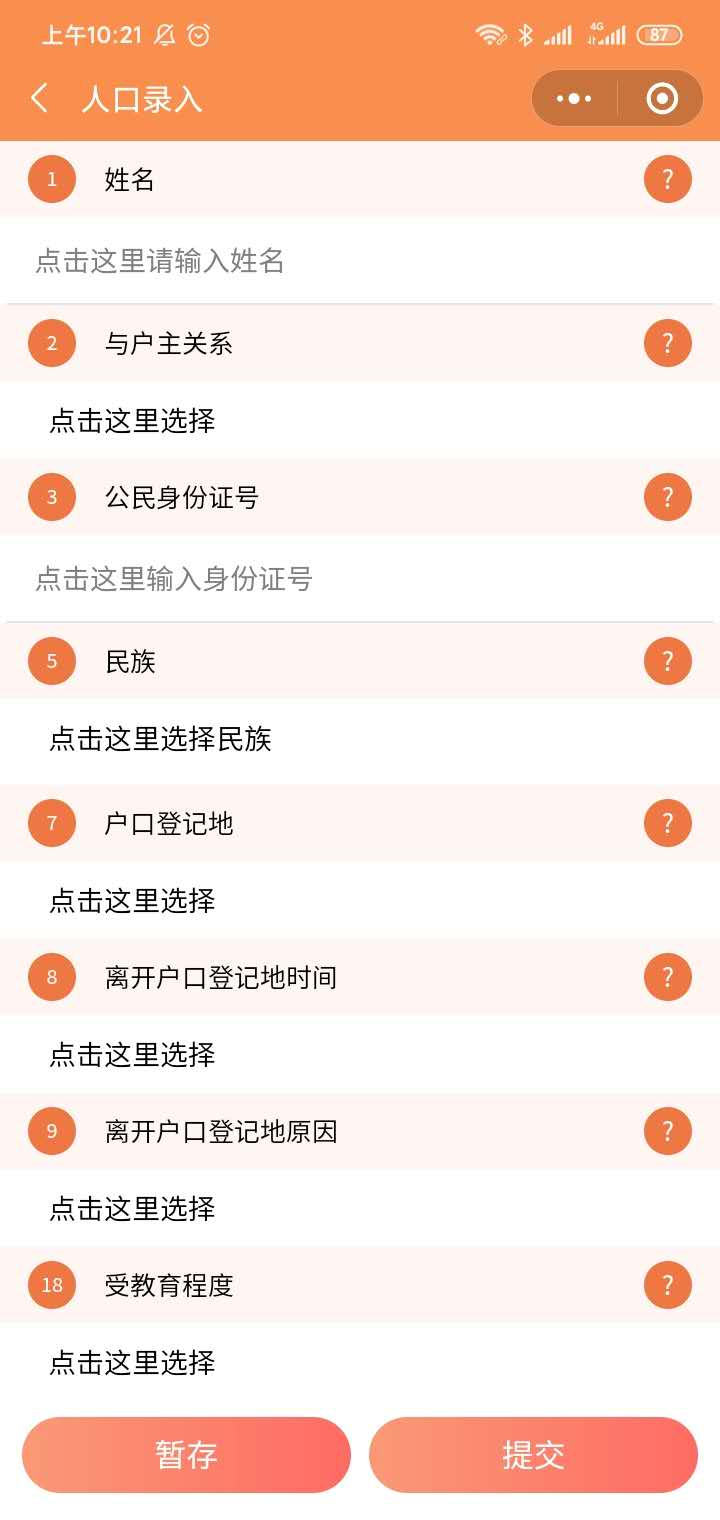 上午10:21
4G
87
人口录入
1 姓名 ?
点击这里请输入姓名
2 与户主关系 ?
点击这里选择
3 公民身份证号 ?
点击这里输入身份证号
5 民族 ?
点击这里选择民族
7 户口登记地 ?
点击这里选择
8 离开户口登记地时间 ?
点击这里选择
9 离开户口登记地原因 ?
点击这里选择
18 受教育程度 ?
点击这里选择
暂存 提交